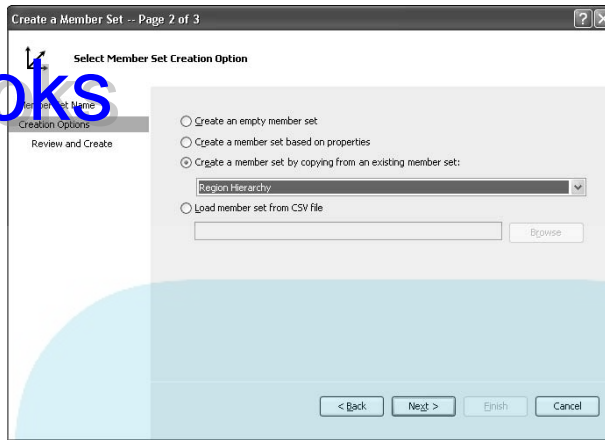 Create a Member Set -- Page 2 of 3
Select Member Set Creation Option
oks
Set Name
Creation Options
Review and Create
Create an empty member set
Create a member set based on properties
Create a member set by copying from an existing member set:
Region Hierarchy
Load member set from CSV file
Browse
< Back
Next >
Finish
Cancel